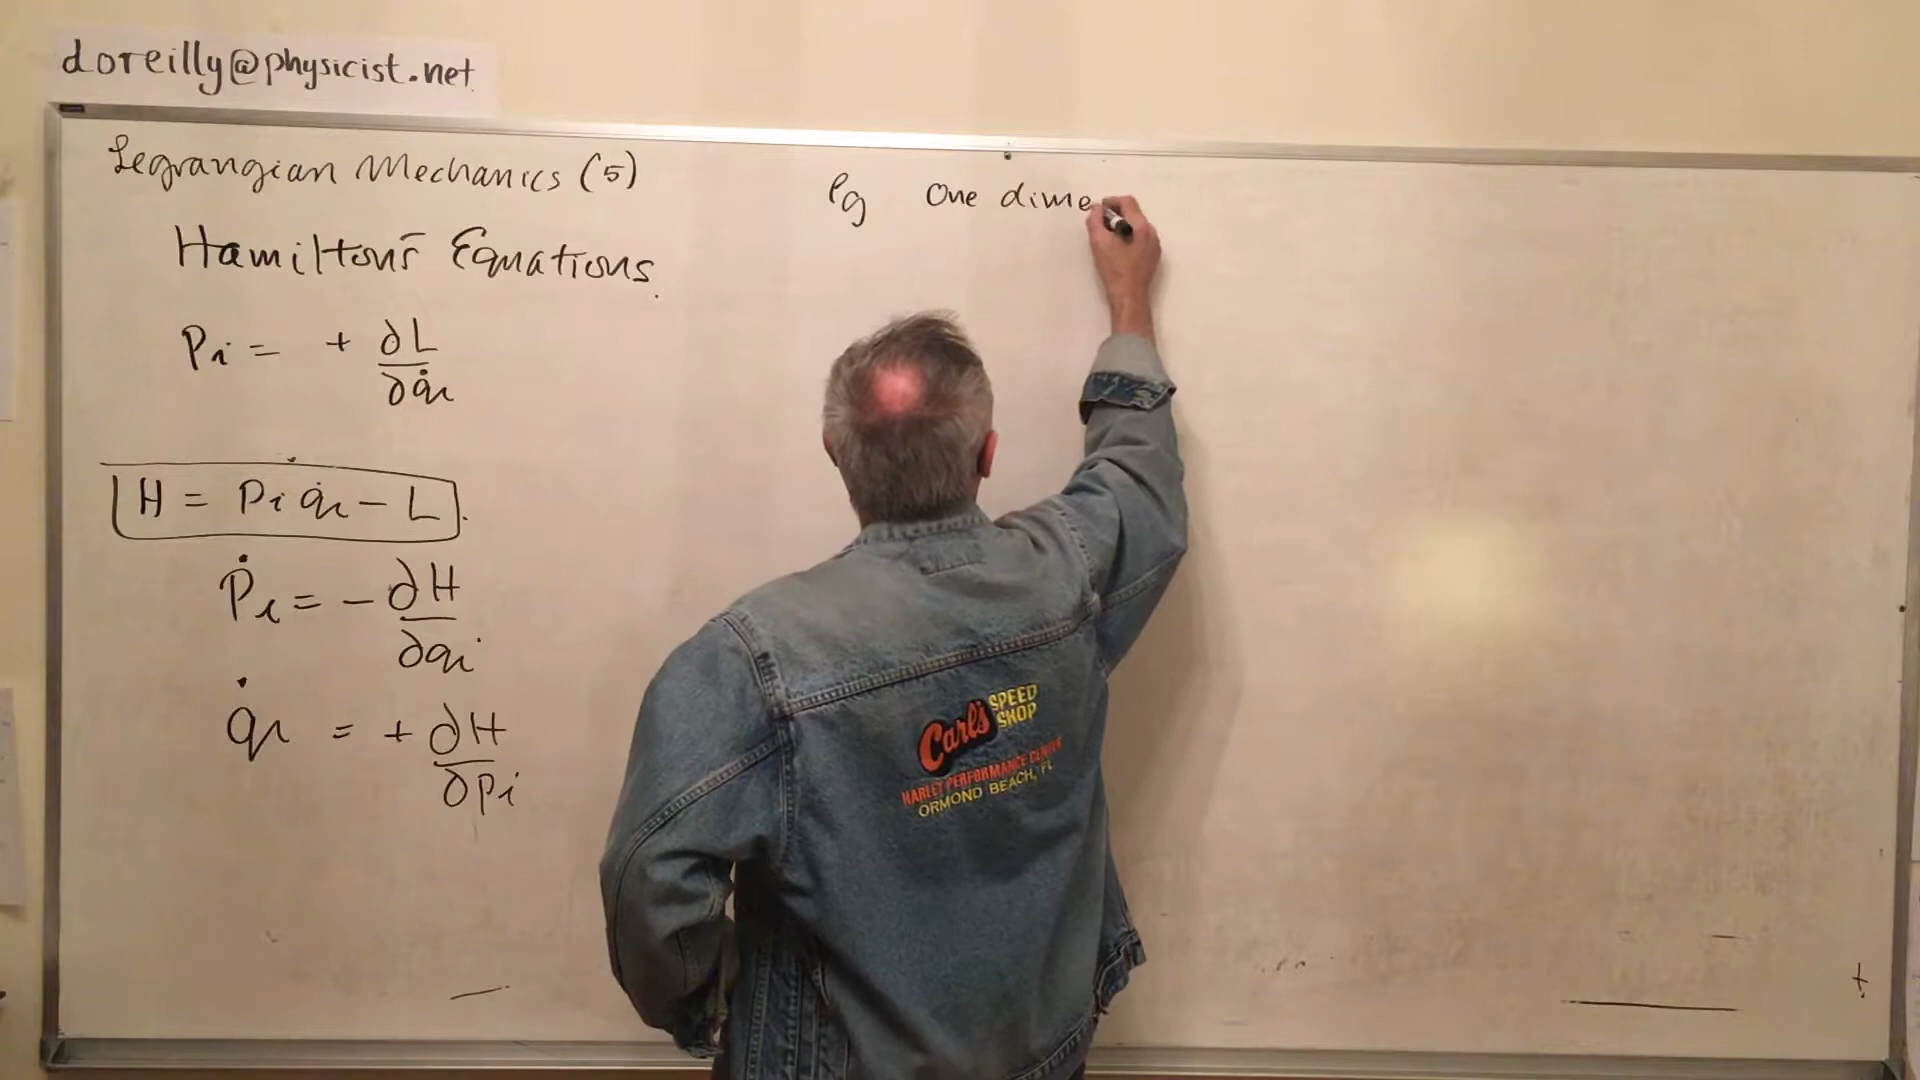 doreilly@physicist.net
Legrangian Mechanics (5)
Hamilton's Equations.
Pi = + ∂L/∂q̇i
H = Pi q̇i - L
Ṗi = - ∂H/∂qi
q̇i = + ∂H/∂Pi
eg One dime
Carl's SPEED SHOP
HARLEY PERFORMANCE CENTER
ORMOND BEACH, FL